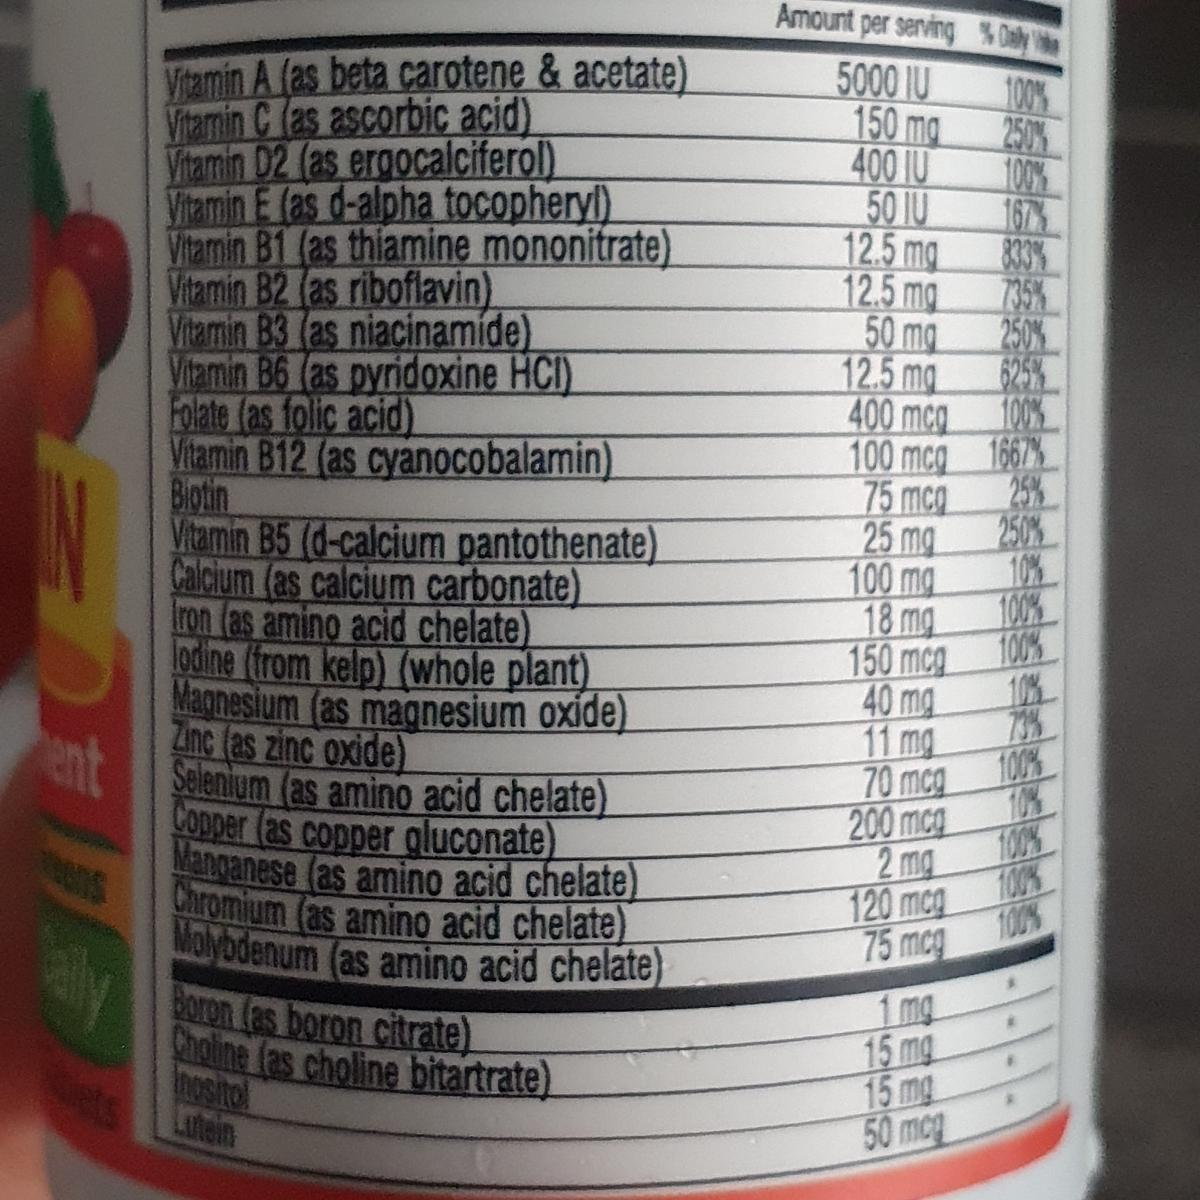 Amount per serving % Daily Value
Vitamin A (as beta carotene & acetate) 5000 IU 100%
Vitamin C (as ascorbic acid) 150 mg 250%
Vitamin D2 (as ergocalciferol) 400 IU 100%
Vitamin E (as d-alpha tocopheryl) 50 IU 167%
Vitamin B1 (as thiamine mononitrate) 12.5 mg 833%
Vitamin B2 (as riboflavin) 12.5 mg 735%
Vitamin B3 (as niacinamide) 50 mg 250%
Vitamin B6 (as pyridoxine HCl) 12.5 mg 625%
Folate (as folic acid) 400 mcg 100%
Vitamin B12 (as cyanocobalamin) 100 mcg 1667%
Biotin 75 mcg 25%
Vitamin B5 (d-calcium pantothenate) 25 mg 250%
Calcium (as calcium carbonate) 100 mg 10%
Iron (as amino acid chelate) 18 mg 100%
Iodine (from kelp) (whole plant) 150 mcg 100%
Magnesium (as magnesium oxide) 40 mg 10%
Zinc (as zinc oxide) 11 mg 73%
Selenium (as amino acid chelate) 70 mcg 100%
Copper (as copper gluconate) 200 mcg 10%
Manganese (as amino acid chelate) 2 mg 100%
Chromium (as amino acid chelate) 120 mcg 100%
Molybdenum (as amino acid chelate) 75 mcg 100%
Boron (as boron citrate) 1 mg *
Choline (as choline bitartrate) 15 mg *
Inositol 15 mg *
Lutein 50 mcg *
IN
ent
aily